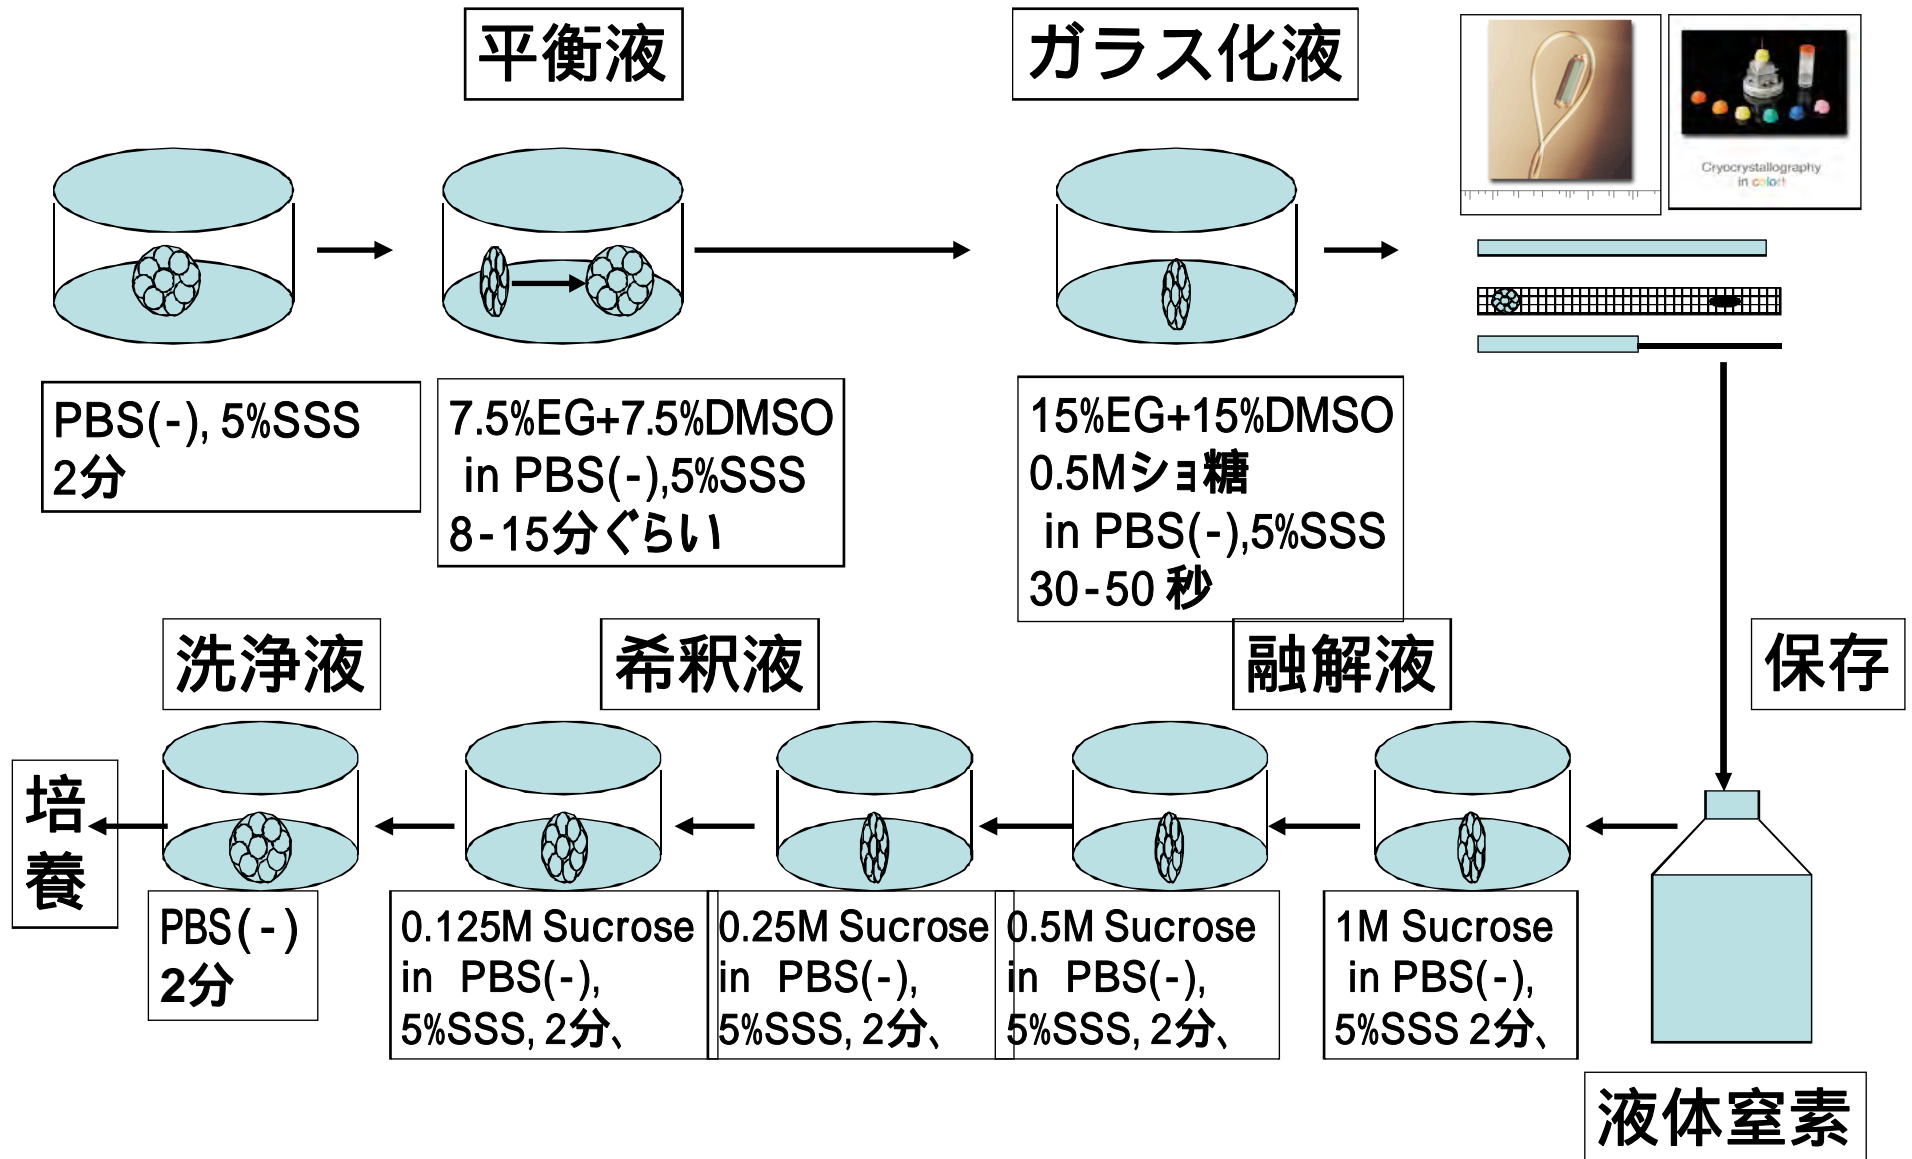 平衡液
ガラス化液
Cryocrystallography
in color!
PBS(-), 5%SSS
2分
7.5%EG+7.5%DMSO
in PBS(-),5%SSS
8-15分ぐらい
15%EG+15%DMSO
0.5Mショ糖
in PBS(-),5%SSS
30-50 秒
洗浄液
希釈液
融解液
保存
培
養
PBS(-)
2分
0.125M Sucrose
in PBS(-),
5%SSS, 2分、
0.25M Sucrose
in PBS(-),
5%SSS, 2分、
0.5M Sucrose
in PBS(-),
5%SSS, 2分、
1M Sucrose
in PBS(-),
5%SSS 2分、
液体窒素